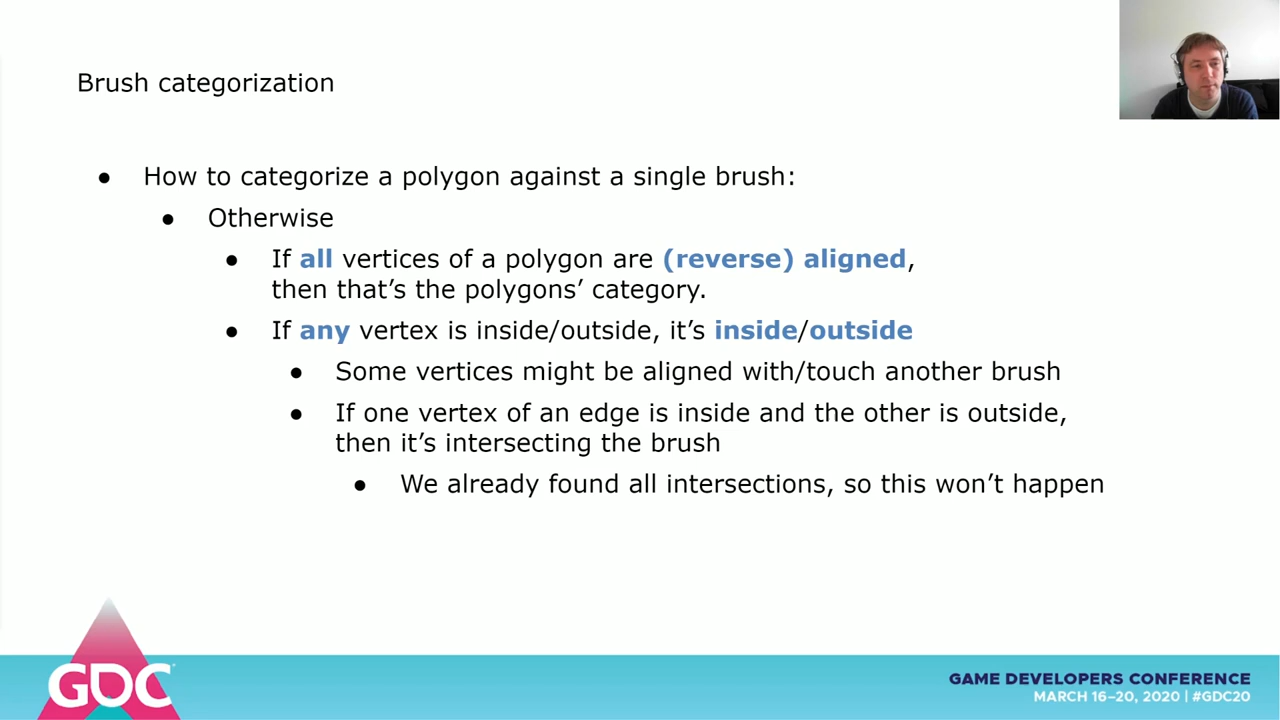 Brush categorization
● How to categorize a polygon against a single brush:
● Otherwise
● If all vertices of a polygon are (reverse) aligned,
then that’s the polygons’ category.
● If any vertex is inside/outside, it’s inside/outside
● Some vertices might be aligned with/touch another brush
● If one vertex of an edge is inside and the other is outside,
then it’s intersecting the brush
● We already found all intersections, so this won’t happen
GDC
GAME DEVELOPERS CONFERENCE
MARCH 16–20, 2020 | #GDC20